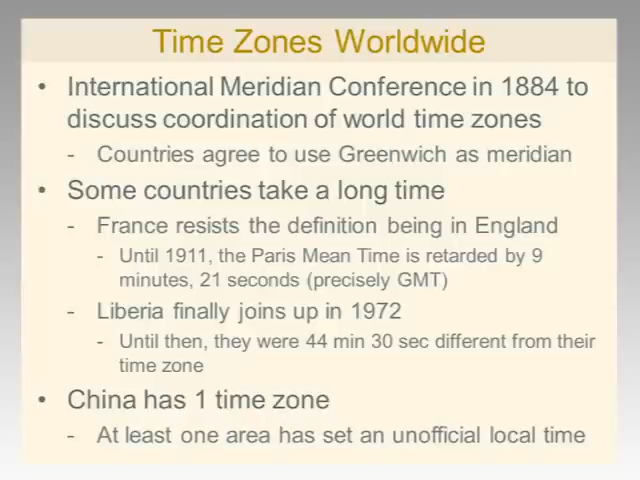 Time Zones Worldwide
• International Meridian Conference in 1884 to
discuss coordination of world time zones
- Countries agree to use Greenwich as meridian
• Some countries take a long time
- France resists the definition being in England
- Until 1911, the Paris Mean Time is retarded by 9
minutes, 21 seconds (precisely GMT)
- Liberia finally joins up in 1972
- Until then, they were 44 min 30 sec different from their
time zone
• China has 1 time zone
- At least one area has set an unofficial local time